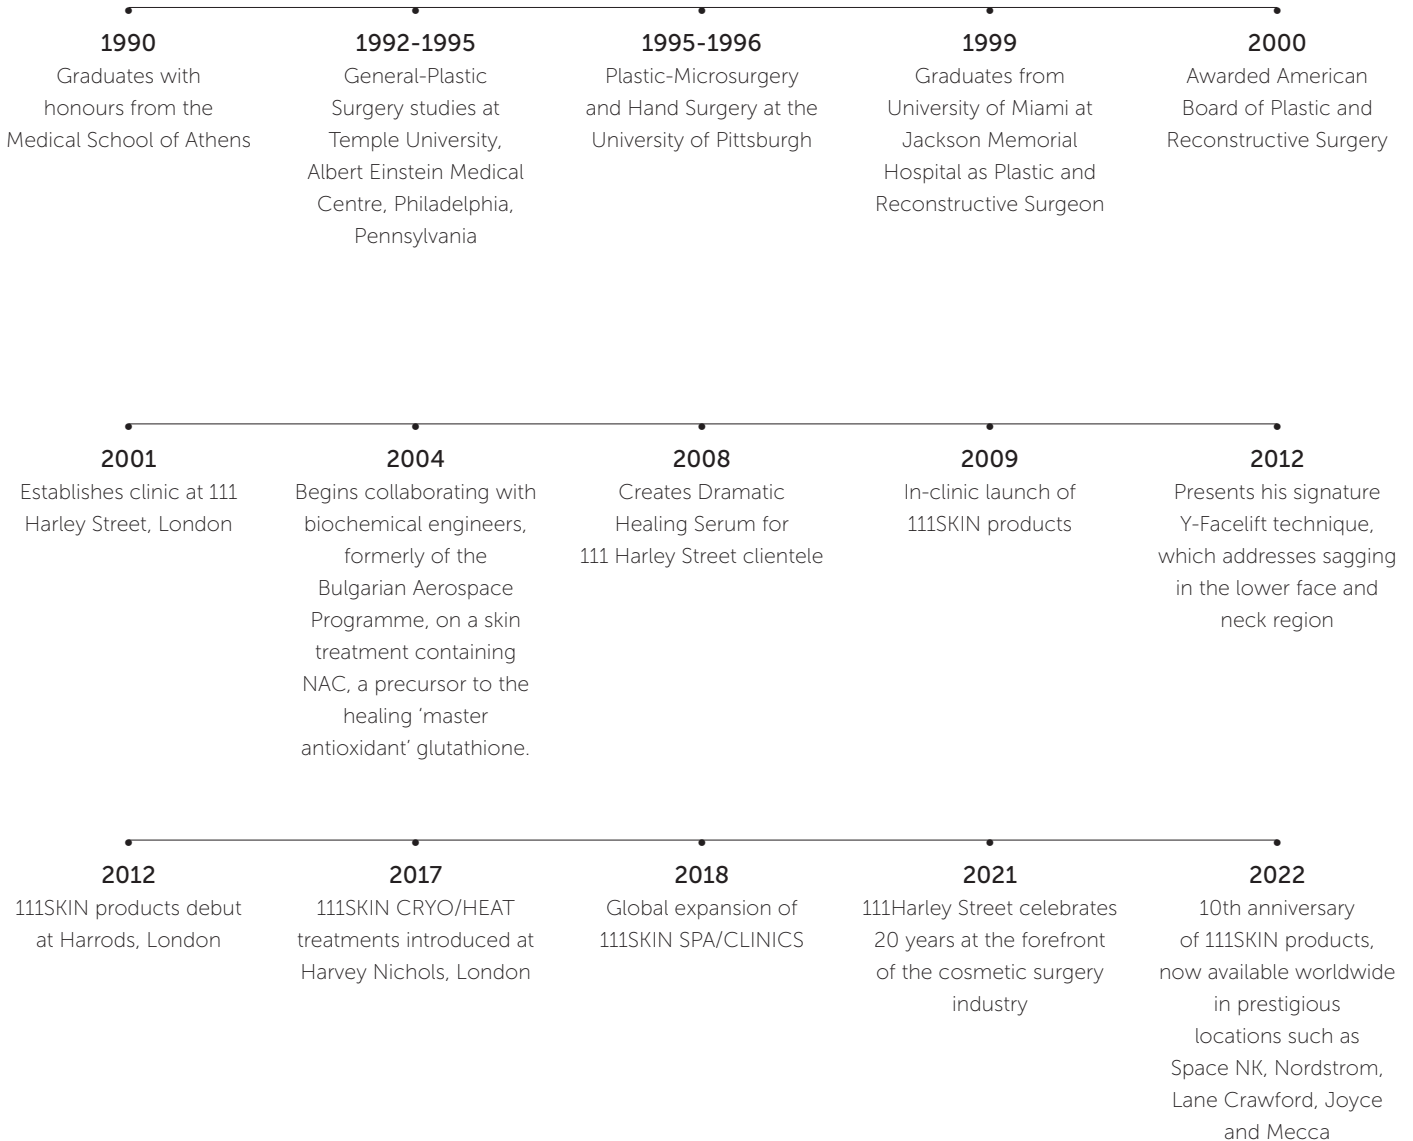 1990
Graduates with
honours from the
Medical School of Athens
1992-1995
General-Plastic
Surgery studies at
Temple University,
Albert Einstein Medical
Centre, Philadelphia,
Pennsylvania
1995-1996
Plastic-Microsurgery
and Hand Surgery at the
University of Pittsburgh
1999
Graduates from
University of Miami at
Jackson Memorial
Hospital as Plastic and
Reconstructive Surgeon
2000
Awarded American
Board of Plastic and
Reconstructive Surgery
2001
Establishes clinic at 111
Harley Street, London
2004
Begins collaborating with
biochemical engineers,
formerly of the
Bulgarian Aerospace
Programme, on a skin
treatment containing
NAC, a precursor to the
healing ‘master
antioxidant’ glutathione.
2008
Creates Dramatic
Healing Serum for
111 Harley Street clientele
2009
In-clinic launch of
111SKIN products
2012
Presents his signature
Y-Facelift technique,
which addresses sagging
in the lower face and
neck region
2012
111SKIN products debut
at Harrods, London
2017
111SKIN CRYO/HEAT
treatments introduced at
Harvey Nichols, London
2018
Global expansion of
111SKIN SPA/CLINICS
2021
111Harley Street celebrates
20 years at the forefront
of the cosmetic surgery
industry
2022
10th anniversary
of 111SKIN products,
now available worldwide
in prestigious
locations such as
Space NK, Nordstrom,
Lane Crawford, Joyce
and Mecca